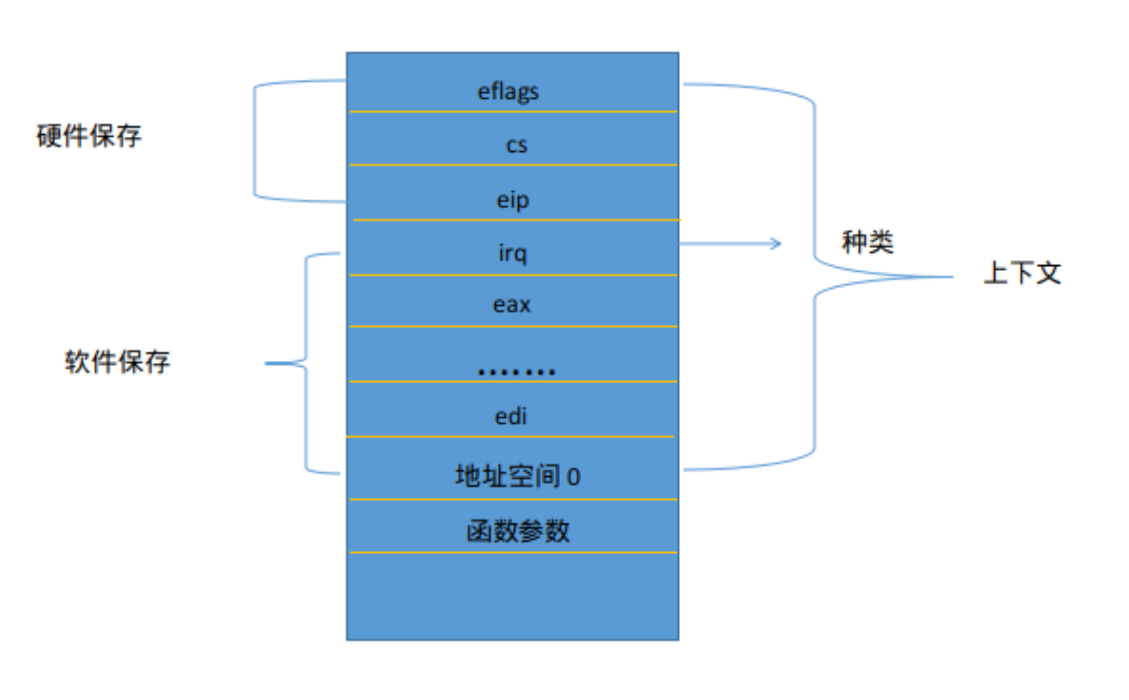 eflags
硬件保存
cs
eip
种类
irq
上下文
eax
软件保存
.......
edi
地址空间 0
函数参数